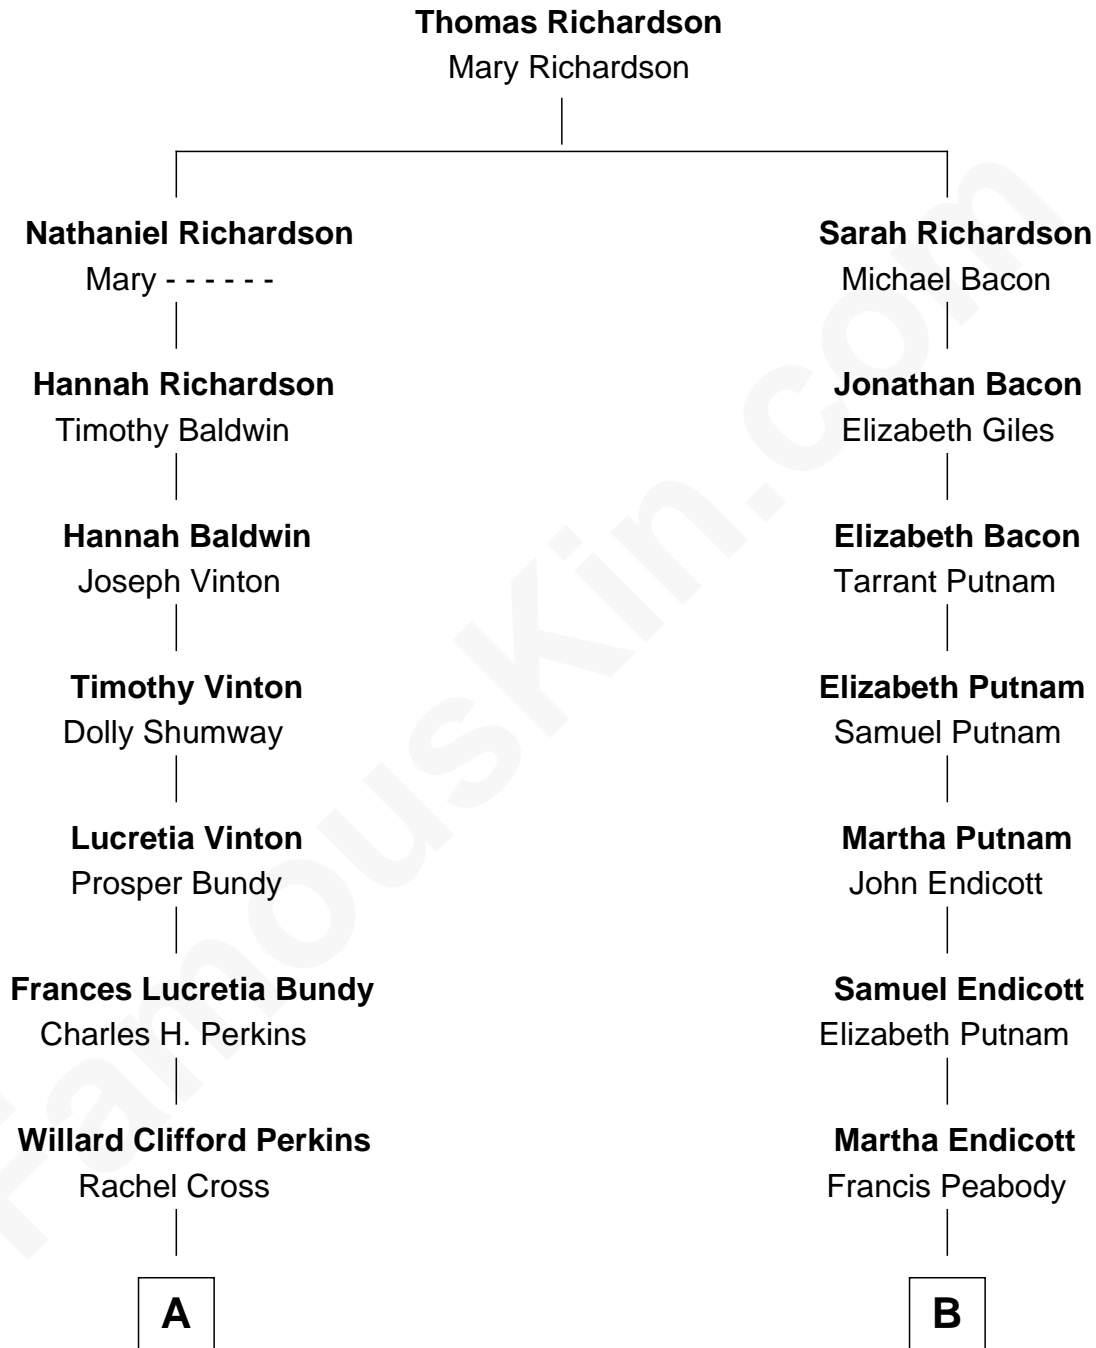 Thomas Richardson
Mary Richardson
Nathaniel Richardson
Mary - - - - - -
Sarah Richardson
Michael Bacon
Hannah Richardson
Timothy Baldwin
Jonathan Bacon
Elizabeth Giles
Hannah Baldwin
Joseph Vinton
Elizabeth Bacon
Tarrant Putnam
Timothy Vinton
Dolly Shumway
Elizabeth Putnam
Samuel Putnam
Lucretia Vinton
Prosper Bundy
Martha Putnam
John Endicott
Frances Lucretia Bundy
Charles H. Perkins
Samuel Endicott
Elizabeth Putnam
Willard Clifford Perkins
Rachel Cross
Martha Endicott
Francis Peabody
A
B
FamousKin.com